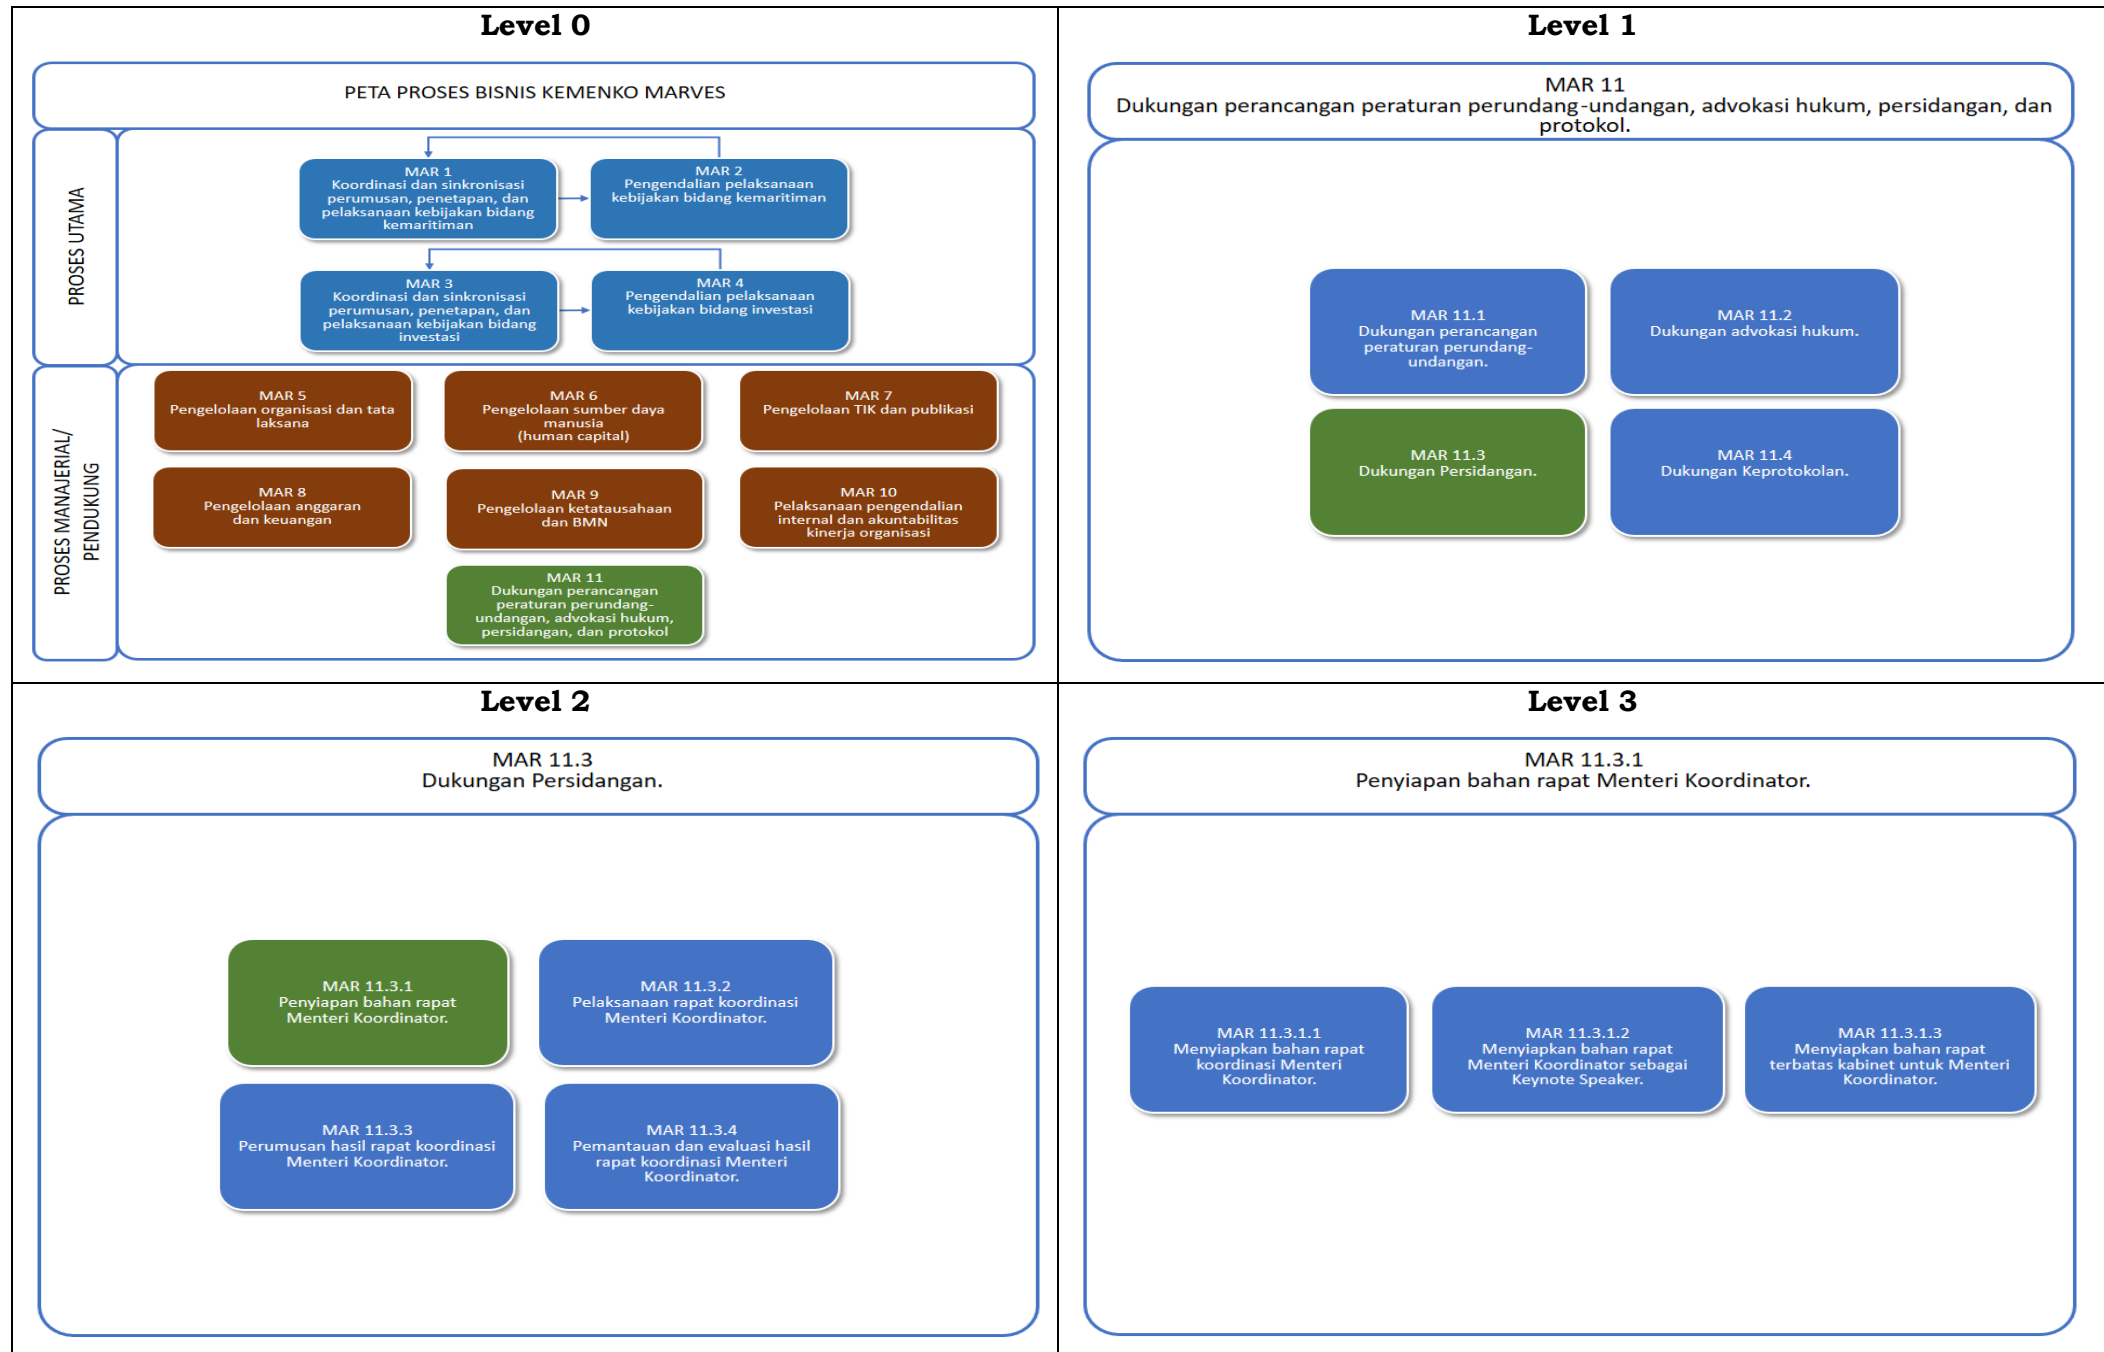 Level 0
PETA PROSES BISNIS KEMENKO MARVES
PROSES UTAMA
MAR 1
Koordinasi dan sinkronisasi
perumusan, penetapan, dan
pelaksanaan kebijakan bidang
kemaritiman
MAR 2
Pengendalian pelaksanaan
kebijakan bidang kemaritiman
MAR 3
Koordinasi dan sinkronisasi
perumusan, penetapan, dan
pelaksanaan kebijakan bidang
investasi
MAR 4
Pengendalian pelaksanaan
kebijakan bidang investasi
PROSES MANAJERIAL/
PENDUKUNG
MAR 5
Pengelolaan organisasi dan tata
laksana
MAR 6
Pengelolaan sumber daya
manusia
(human capital)
MAR 7
Pengelolaan TIK dan publikasi
MAR 8
Pengelolaan anggaran
dan keuangan
MAR 9
Pengelolaan ketatausahaan
dan BMN
MAR 10
Pelaksanaan pengendalian
internal dan akuntabilitas
kinerja organisasi
MAR 11
Dukungan perancangan
peraturan perundang-
undangan, advokasi hukum,
persidangan, dan protokol
Level 1
MAR 11
Dukungan perancangan peraturan perundang-undangan, advokasi hukum, persidangan, dan
protokol.
MAR 11.1
Dukungan perancangan
peraturan perundang-
undangan.
MAR 11.2
Dukungan advokasi hukum.
MAR 11.3
Dukungan Persidangan.
MAR 11.4
Dukungan Keprotokolan.
Level 2
MAR 11.3
Dukungan Persidangan.
MAR 11.3.1
Penyiapan bahan rapat
Menteri Koordinator.
MAR 11.3.2
Pelaksanaan rapat koordinasi
Menteri Koordinator.
MAR 11.3.3
Perumusan hasil rapat koordinasi
Menteri Koordinator.
MAR 11.3.4
Pemantauan dan evaluasi hasil
rapat koordinasi Menteri
Koordinator.
Level 3
MAR 11.3.1
Penyiapan bahan rapat Menteri Koordinator.
MAR 11.3.1.1
Menyiapkan bahan rapat
koordinasi Menteri
Koordinator.
MAR 11.3.1.2
Menyiapkan bahan rapat
Menteri Koordinator sebagai
Keynote Speaker.
MAR 11.3.1.3
Menyiapkan bahan rapat
terbatas kabinet untuk Menteri
Koordinator.